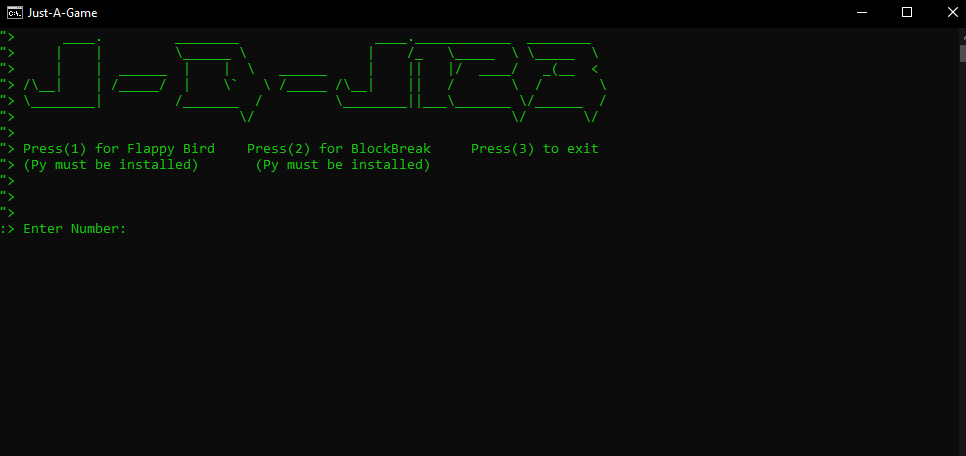 Just-A-Game
"> J-D-J123
">
"> Press(1) for Flappy Bird Press(2) for BlockBreak Press(3) to exit
"> (Py must be installed) (Py must be installed)
">
">
">
:> Enter Number: